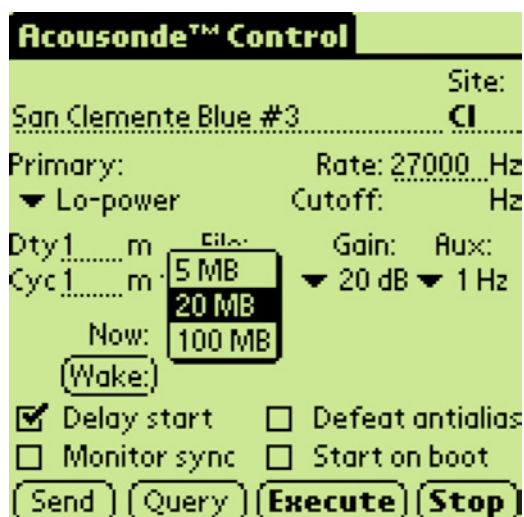 Acousonde™ Control
Site:
San Clemente Blue #3 CI
Primary: Rate: 27000 Hz
Lo-power Cutoff: Hz
Dty 1 m File: Gain: Aux:
5 MB
Cyc 1 m 20 dB 1 Hz
20 MB
Now: 100 MB
(Wake:)
Delay start Defeat antialias
Monitor sync Start on boot
Send Query Execute Stop